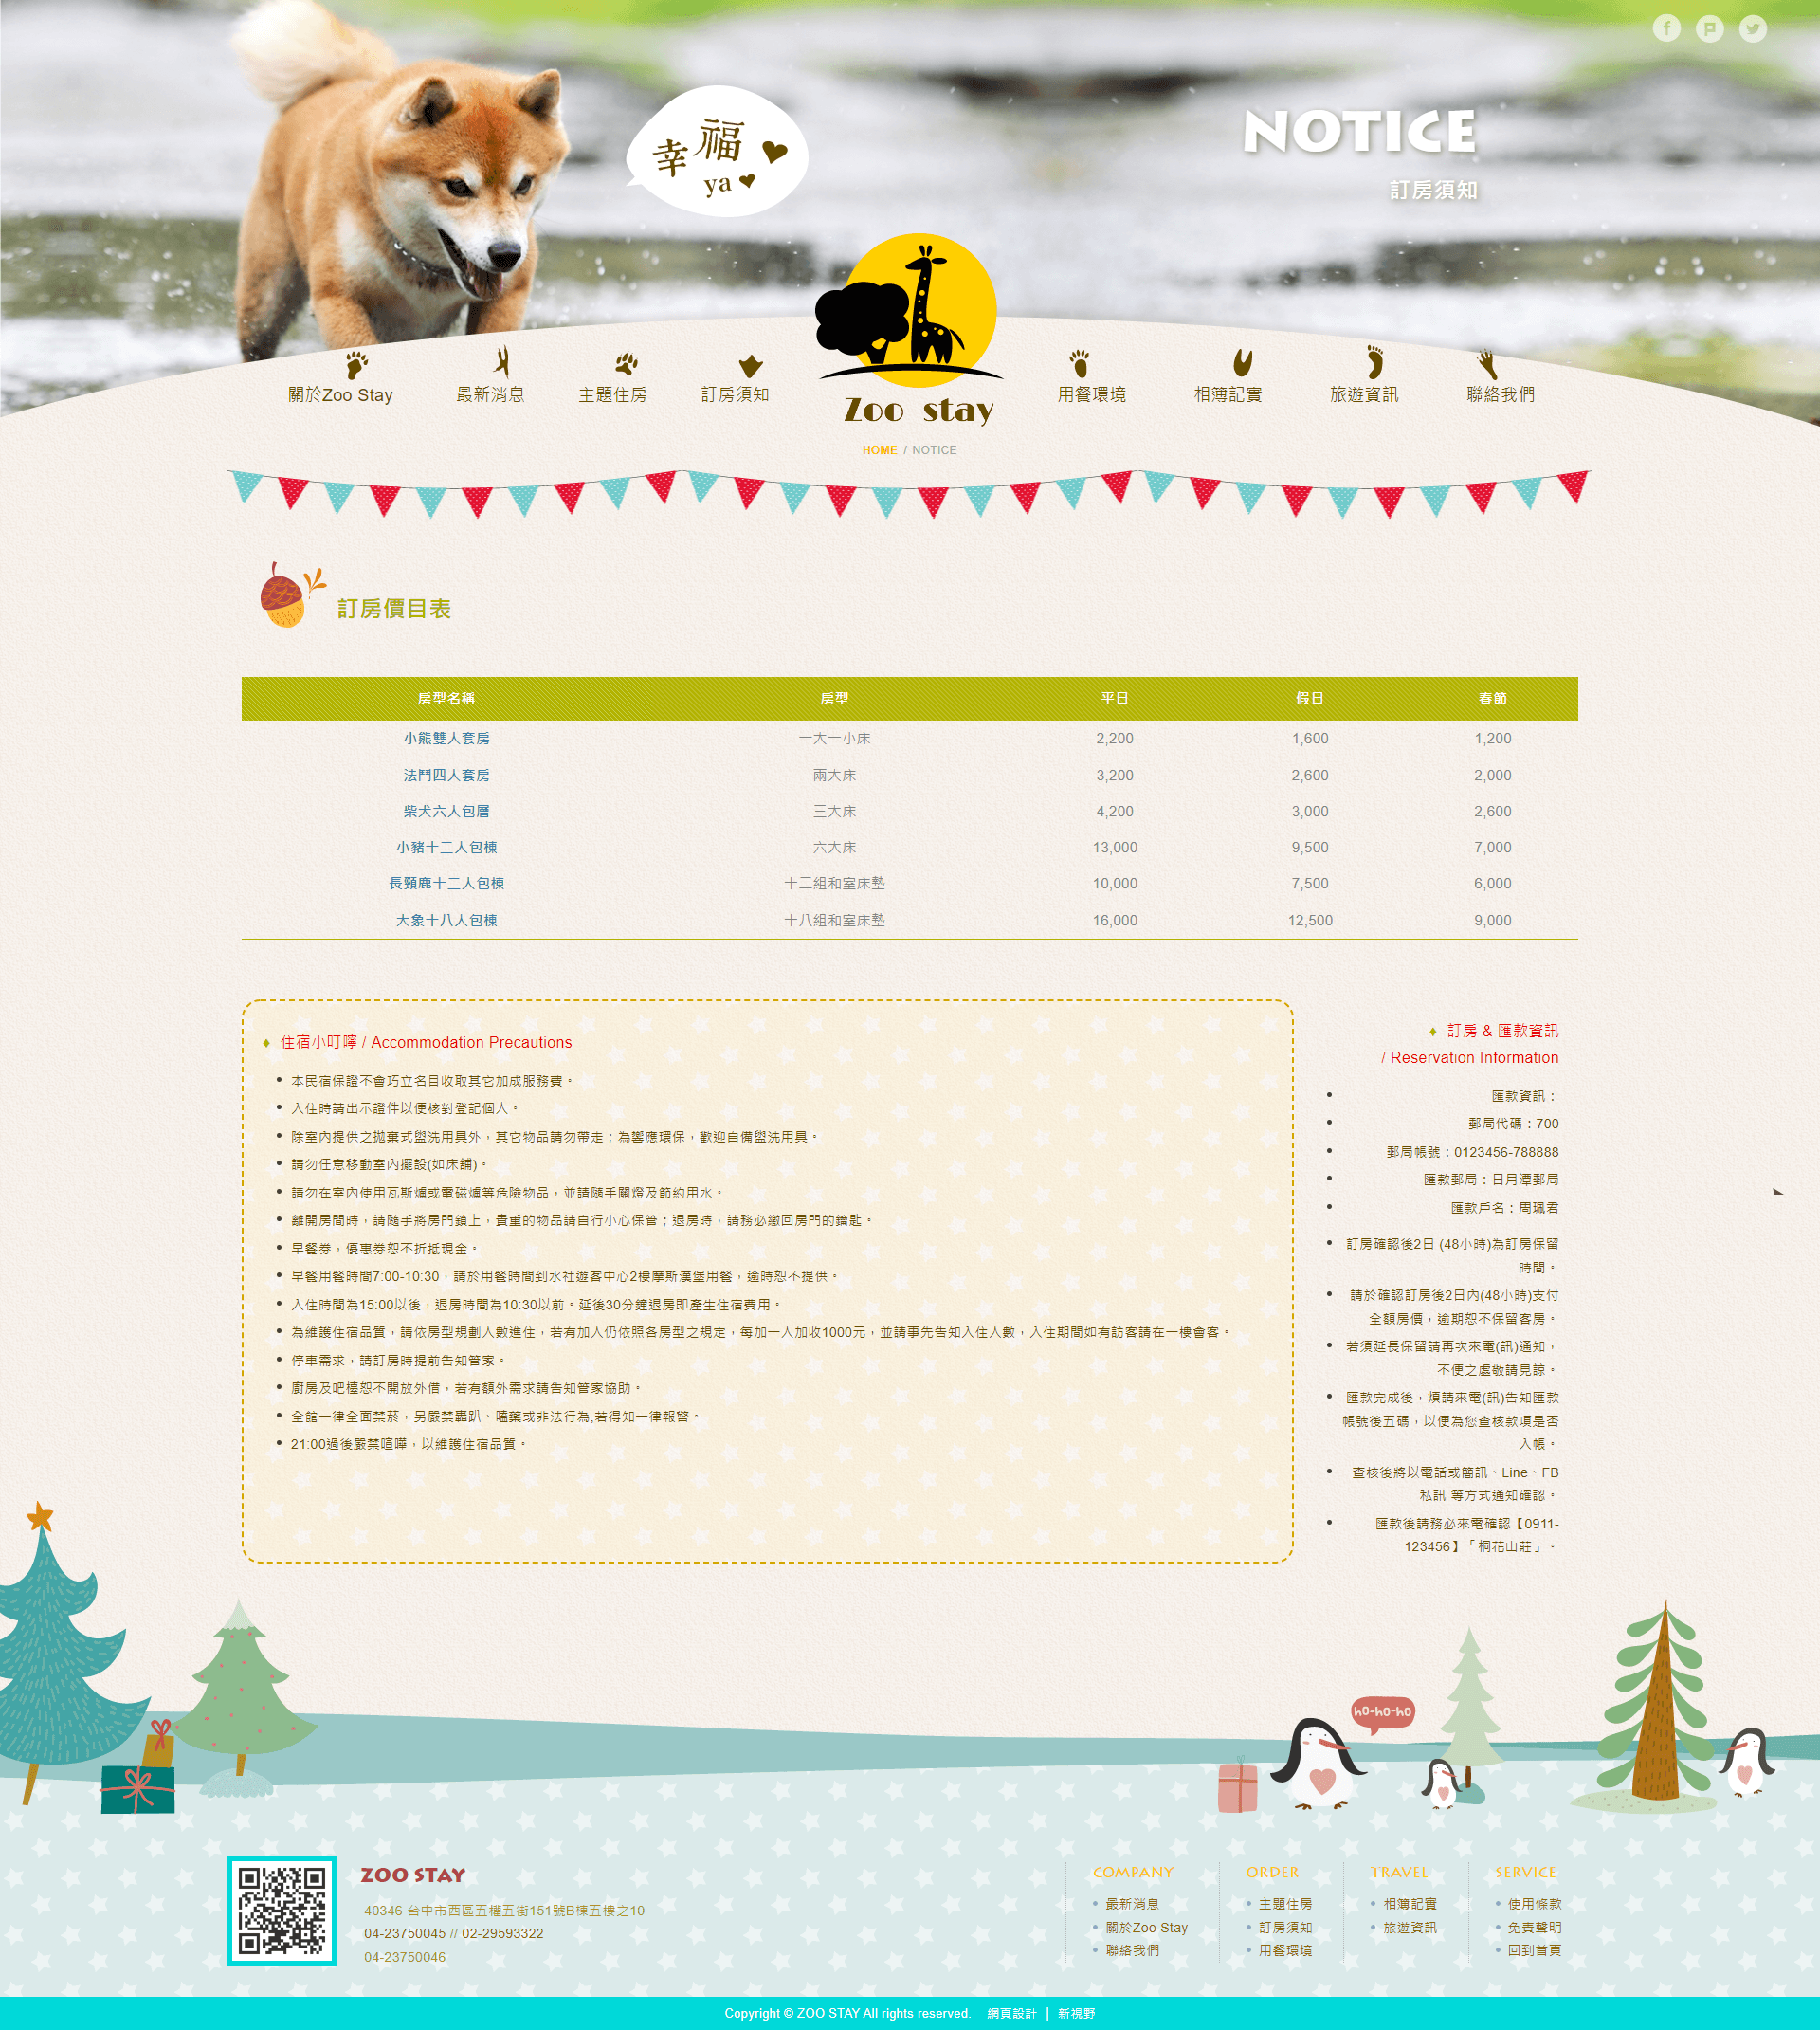 幸福
ya
NOTICE
訂房須知
關於Zoo Stay
最新消息
主題住房
訂房須知
Zoo stay
用餐環境
相簿記實
旅遊資訊
聯絡我們
HOME / NOTICE
訂房價目表
房型名稱 房型 平日 假日 春節
小熊雙人套房 一大一小床 2,200 1,600 1,200
法鬥四人套房 兩大床 3,200 2,600 2,000
柴犬六人包層 三大床 4,200 3,000 2,600
小豬十二人包棟 六大床 13,000 9,500 7,000
長頸鹿十二人包棟 十二組和室床墊 10,000 7,500 6,000
大象十八人包棟 十八組和室床墊 16,000 12,500 9,000
住宿小叮嚀 / Accommodation Precautions
本民宿保證不會巧立名目收取其它加成服務費。
入住時請出示證件以便核對登記個人。
除室內提供之拋棄式盥洗用具外，其它物品請勿帶走；為響應環保，歡迎自備盥洗用具。
請勿任意移動室內擺設(如床舖)。
請勿在室內使用瓦斯爐或電磁爐等危險物品，並請隨手關燈及節約用水。
離開房間時，請隨手將房門鎖上，貴重的物品請自行小心保管；退房時，請務必繳回房門的鑰匙。
早餐券，優惠券恕不折抵現金。
早餐用餐時間7:00-10:30，請於用餐時間到水社遊客中心2樓摩斯漢堡用餐，逾時恕不提供。
入住時間為15:00以後，退房時間為10:30以前。延後30分鐘退房即產生住宿費用。
為維護住宿品質，請依房型規劃人數進住，若有加人仍依照各房型之規定，每加一人加收1000元，並請事先告知入住人數，入住期間如有訪客請在一樓會客。
停車需求，請訂房時提前告知管家。
廚房及吧檯恕不開放外借，若有額外需求請告知管家協助。
全館一律全面禁菸，另嚴禁轟趴、嗑藥或非法行為,若得知一律報警。
21:00過後嚴禁喧嘩，以維護住宿品質。
訂房 & 匯款資訊
/ Reservation Information
匯款資訊：
郵局代碼：700
郵局帳號：0123456-788888
匯款郵局：日月潭郵局
匯款戶名：周珮君
訂房確認後2日 (48小時)為訂房保留
時間。
請於確認訂房後2日內(48小時)支付
全額房價，逾期恕不保留客房。
若須延長保留請再次來電(訊)通知，
不便之處敬請見諒。
匯款完成後，煩請來電(訊)告知匯款
帳號後五碼，以便為您查核款項是否
入帳。
查核後將以電話或簡訊、Line、FB
私訊 等方式通知確認。
匯款後請務必來電確認【0911-
123456】「桐花山莊」。
ho-ho-ho
ZOO STAY
40346 台中市西區五權五街151號B棟五樓之10
04-23750045 // 02-29593322
04-23750046
COMPANY
最新消息
關於Zoo Stay
聯絡我們
ORDER
主題住房
訂房須知
用餐環境
TRAVEL
相簿記實
旅遊資訊
SERVICE
使用條款
免責聲明
回到首頁
Copyright © ZOO STAY All rights reserved. 網頁設計 | 新視野